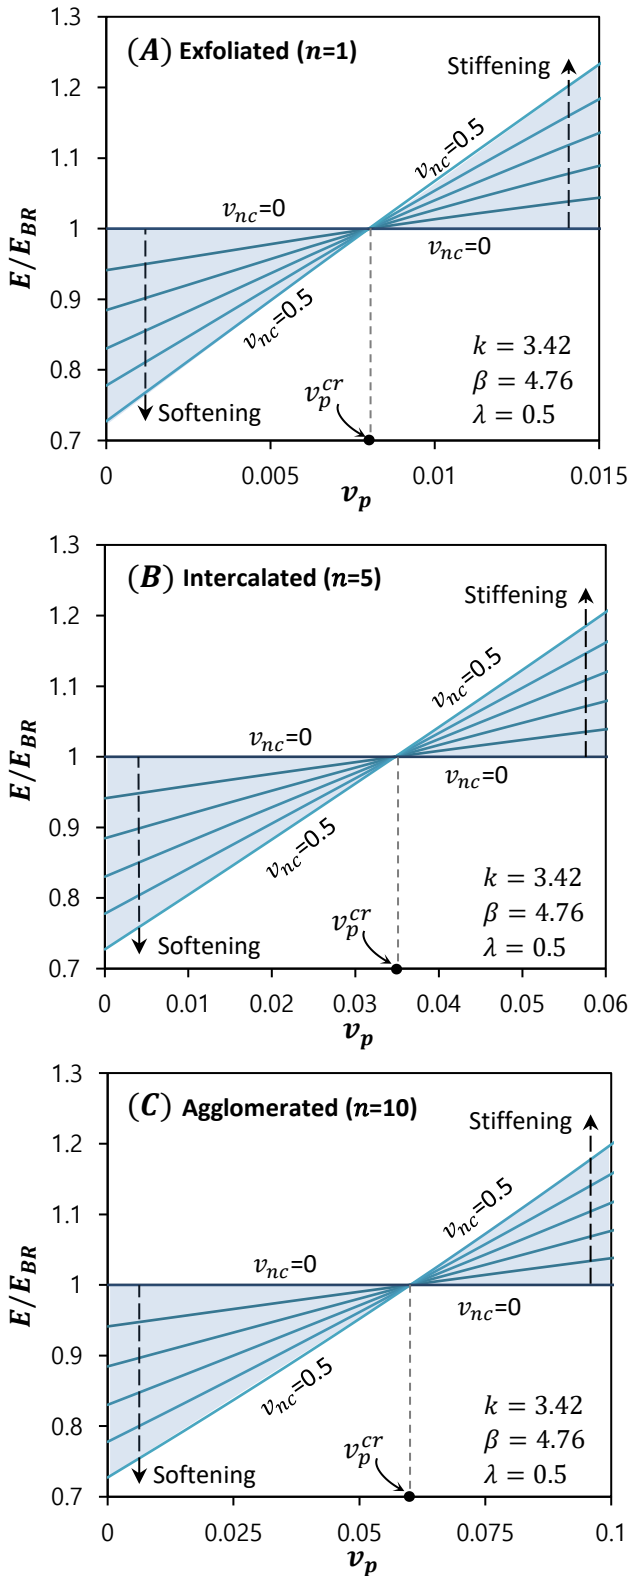 1.3
(A) Exfoliated (n=1)
Stiffening
1.2
v_nc=0.5
1.1
v_nc=0
1
v_nc=0
E/E_BR
0.9
v_nc=0.5
k = 3.42
0.8
v_p^cr
β = 4.76
Softening
λ = 0.5
0.7
0 0.005 0.01 0.015
v_p
1.3
(B) Intercalated (n=5)
Stiffening
1.2
v_nc=0.5
1.1
v_nc=0
1
v_nc=0
E/E_BR
0.9
v_nc=0.5
k = 3.42
0.8
v_p^cr
β = 4.76
Softening
λ = 0.5
0.7
0 0.01 0.02 0.03 0.04 0.05 0.06
v_p
1.3
(C) Agglomerated (n=10)
Stiffening
1.2
v_nc=0.5
1.1
v_nc=0
1
v_nc=0
E/E_BR
0.9
v_nc=0.5
k = 3.42
0.8
v_p^cr
β = 4.76
Softening
λ = 0.5
0.7
0 0.025 0.05 0.075 0.1
v_p